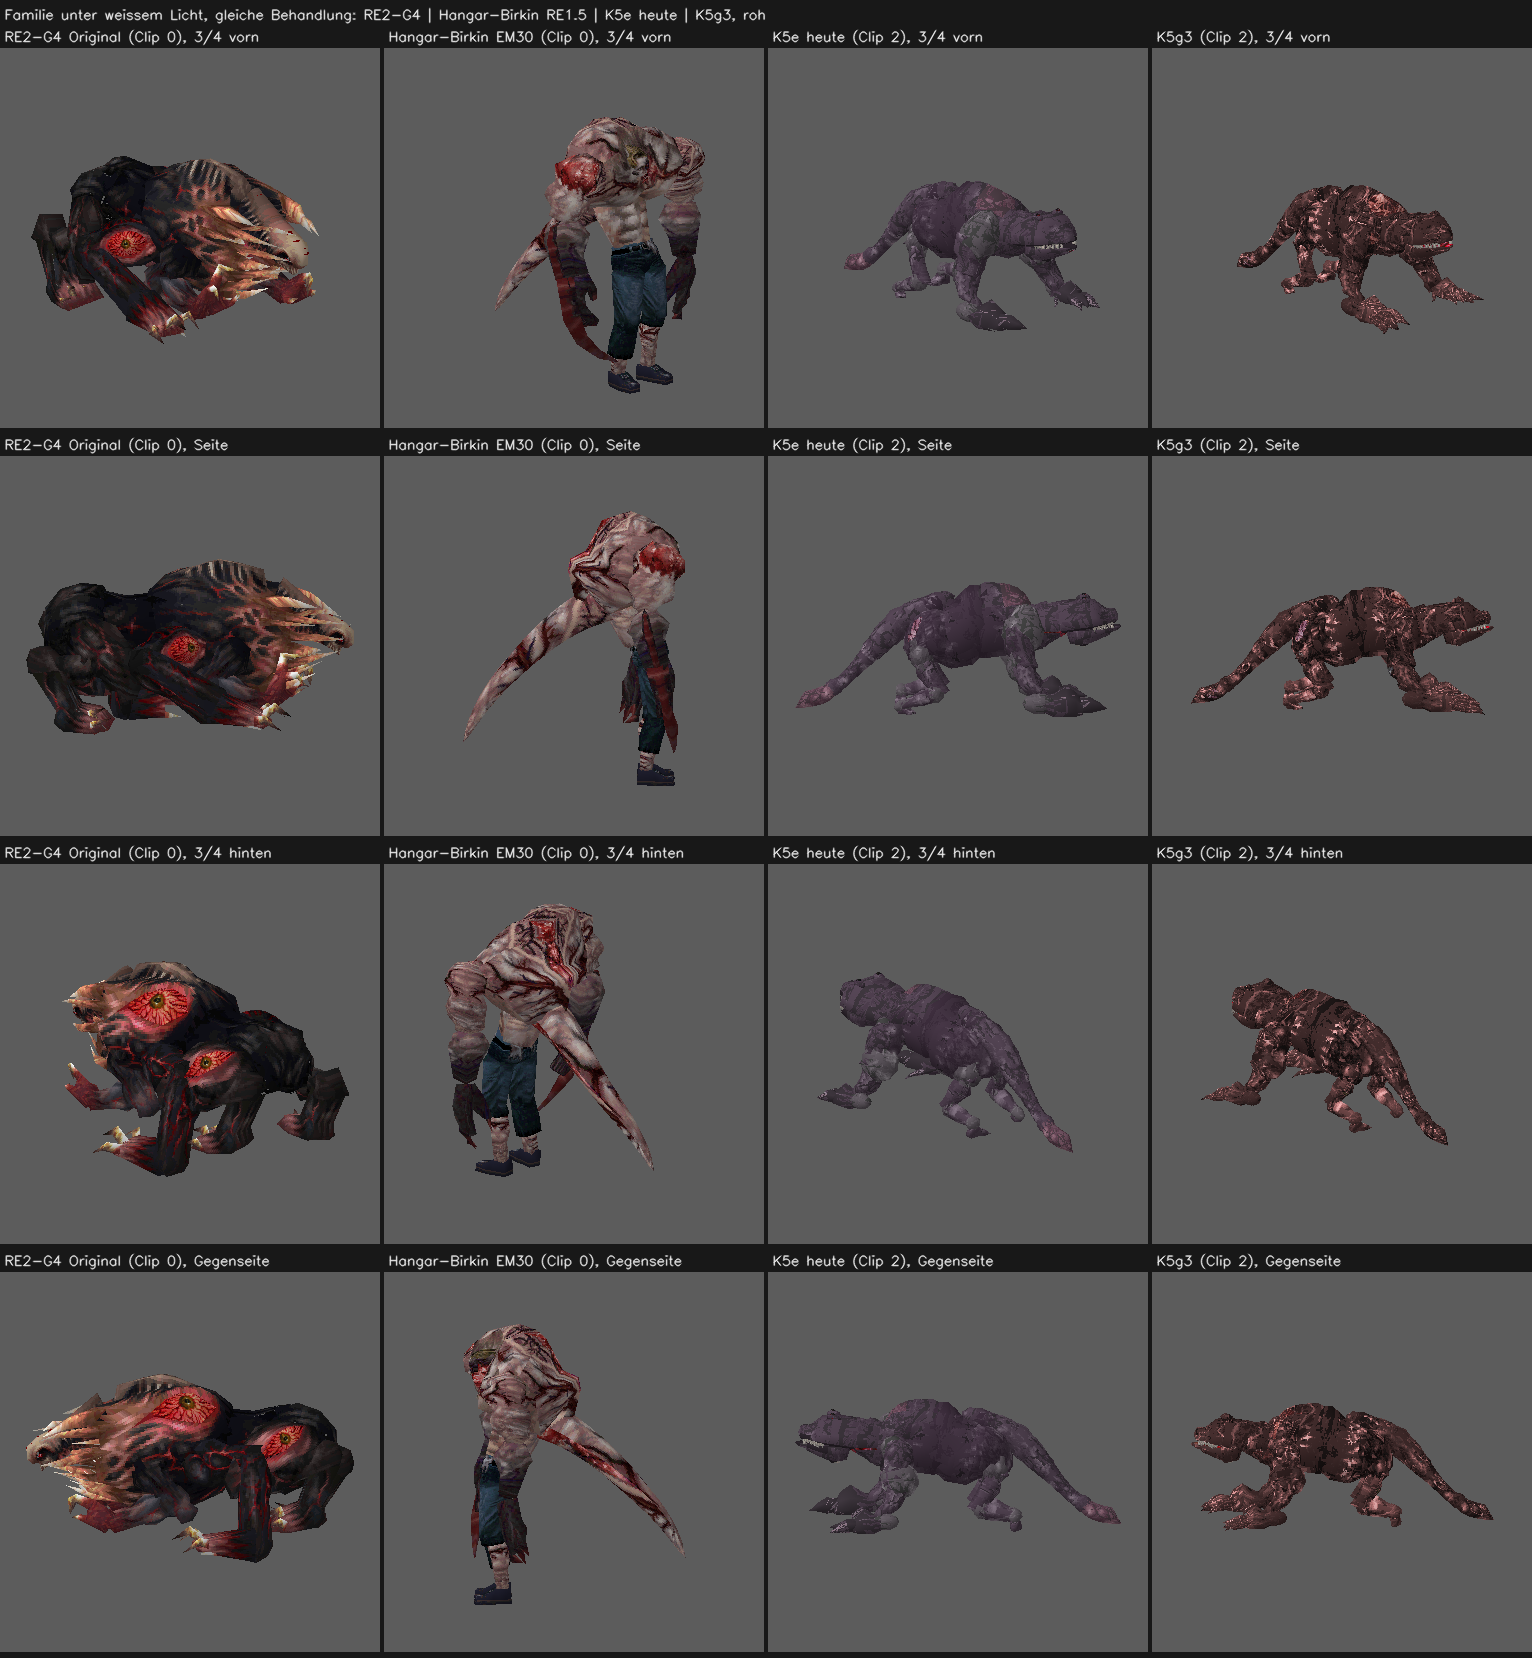 Familie unter weissem Licht, gleiche Behandlung: RE2-G4 | Hangar-Birkin RE1.5 | K5e heute | K5g3, roh
RE2-G4 Original (Clip 0), 3/4 vorn
Hangar-Birkin EM30 (Clip 0), 3/4 vorn
K5e heute (Clip 2), 3/4 vorn
K5g3 (Clip 2), 3/4 vorn
RE2-G4 Original (Clip 0), Seite
Hangar-Birkin EM30 (Clip 0), Seite
K5e heute (Clip 2), Seite
K5g3 (Clip 2), Seite
RE2-G4 Original (Clip 0), 3/4 hinten
Hangar-Birkin EM30 (Clip 0), 3/4 hinten
K5e heute (Clip 2), 3/4 hinten
K5g3 (Clip 2), 3/4 hinten
RE2-G4 Original (Clip 0), Gegenseite
Hangar-Birkin EM30 (Clip 0), Gegenseite
K5e heute (Clip 2), Gegenseite
K5g3 (Clip 2), Gegenseite